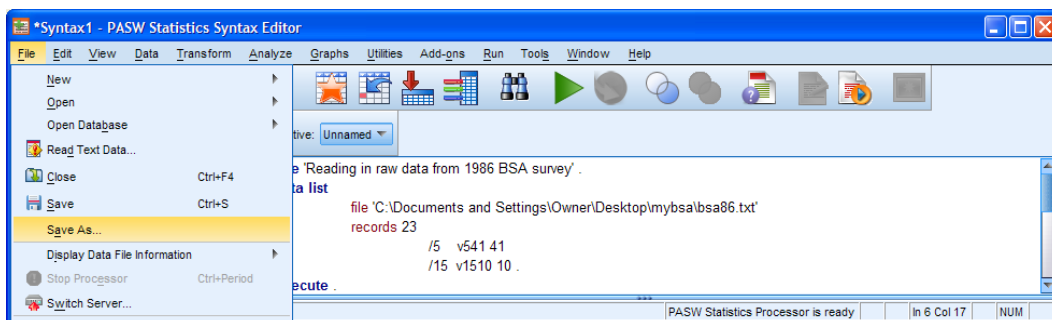 *Syntax1 - PASW Statistics Syntax Editor
File Edit View Data Transform Analyze Graphs Utilities Add-ons Run Tools Window Help
New
Open
Open Database
tive: Unnamed
Read Text Data...
e 'Reading in raw data from 1986 BSA survey' .
Close Ctrl+F4
ta list
Save Ctrl+S
file 'C:\Documents and Settings\Owner\Desktop\mybsa\bsa86.txt'
Save As...
records 23
Display Data File Information
/5 v541 41
/15 v1510 10 .
Stop Processor Ctrl+Period
ecute .
Switch Server...
PASW Statistics Processor is ready In 6 Col 17 NUM